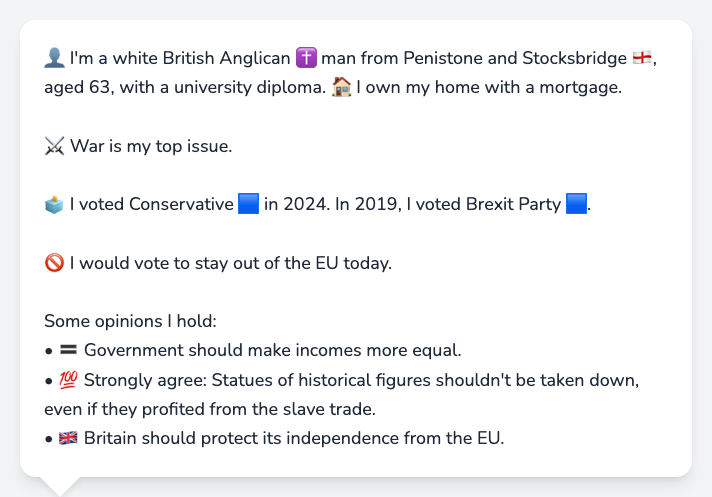 👤 I'm a white British Anglican ✝️ man from Penistone and Stocksbridge 🏴󠁧󠁢󠁥󠁮󠁧󠁿,
aged 63, with a university diploma. 🏠 I own my home with a mortgage.
⚔️ War is my top issue.
🗳️ I voted Conservative 🟦 in 2024. In 2019, I voted Brexit Party 🟦.
🚫 I would vote to stay out of the EU today.
Some opinions I hold:
• 🟰 Government should make incomes more equal.
• 💯 Strongly agree: Statues of historical figures shouldn't be taken down,
even if they profited from the slave trade.
• 🇬🇧 Britain should protect its independence from the EU.